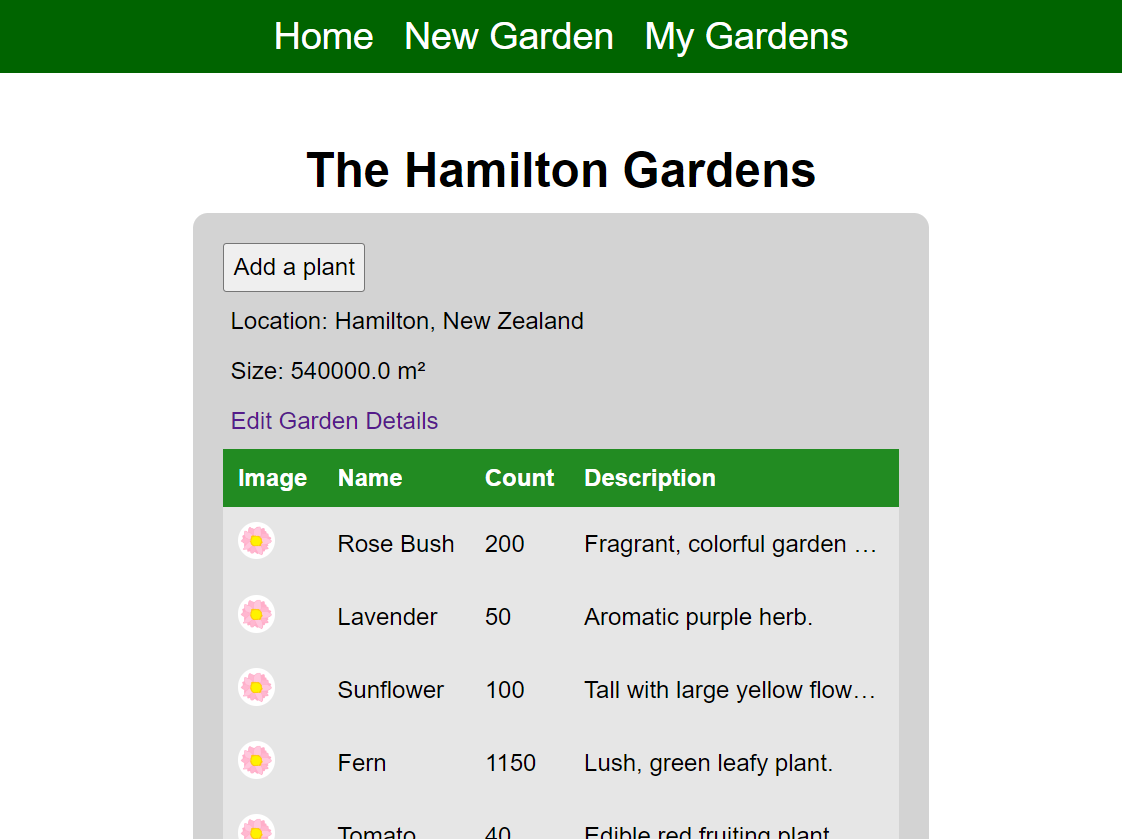 Home New Garden My Gardens
The Hamilton Gardens
Add a plant
Location: Hamilton, New Zealand
Size: 540000.0 m²
Edit Garden Details
Image Name Count Description
Rose Bush 200 Fragrant, colorful garden …
Lavender 50 Aromatic purple herb.
Sunflower 100 Tall with large yellow flow…
Fern 1150 Lush, green leafy plant.
Tomato 40 Edible red fruiting plant